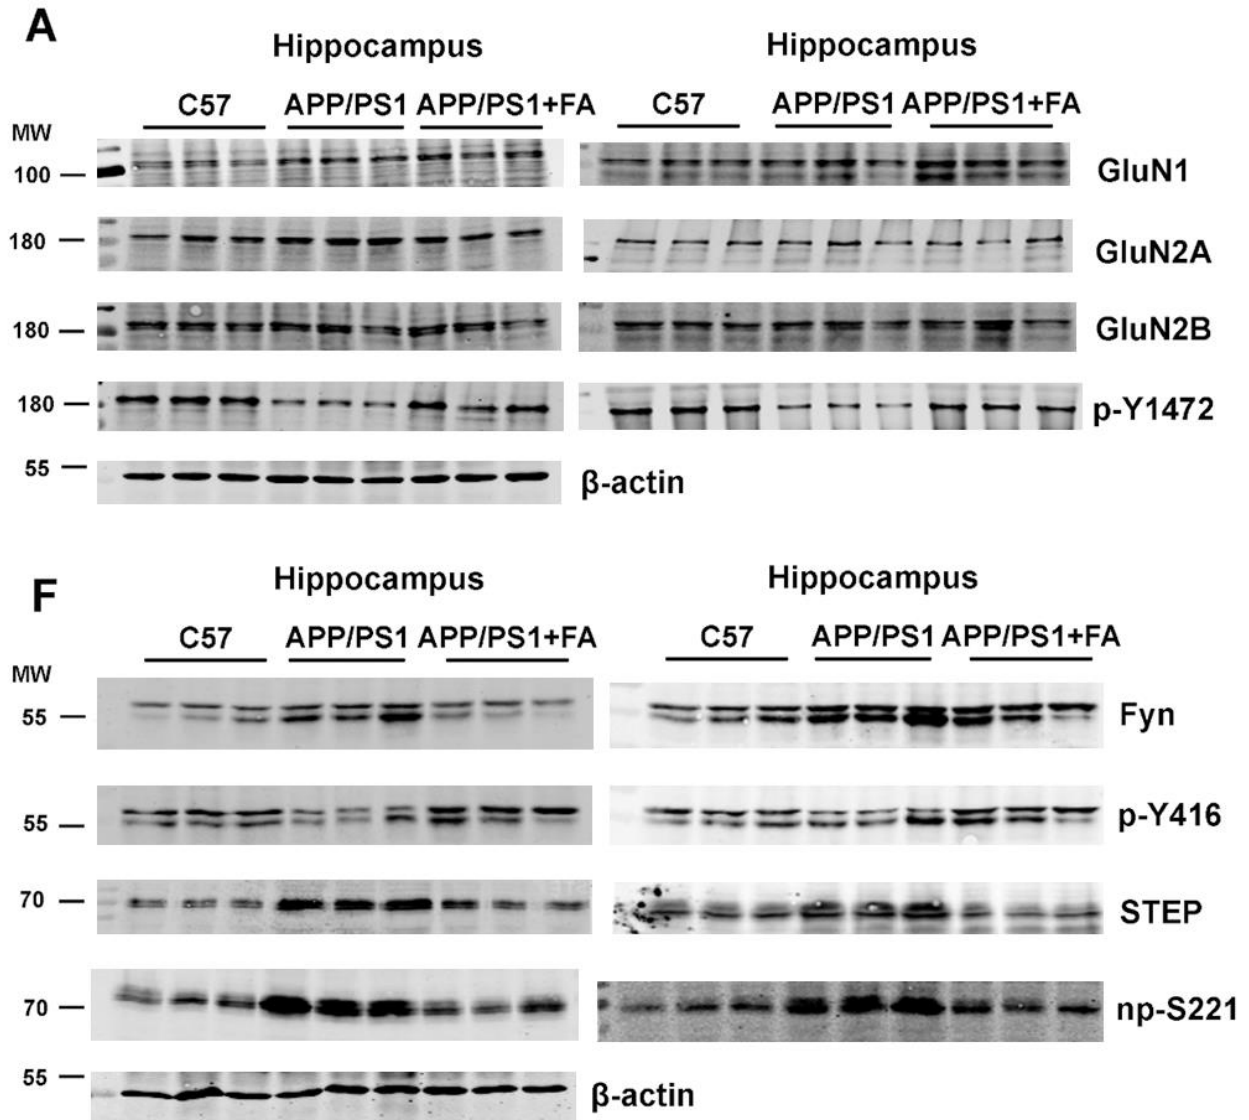 A
Hippocampus Hippocampus
C57 APP/PS1 APP/PS1+FA C57 APP/PS1 APP/PS1+FA
MW
100 GluN1
180 GluN2A
180 GluN2B
180 p-Y1472
55 β-actin
F
Hippocampus Hippocampus
C57 APP/PS1 APP/PS1+FA C57 APP/PS1 APP/PS1+FA
MW
55 Fyn
55 p-Y416
70 STEP
70 np-S221
55 β-actin